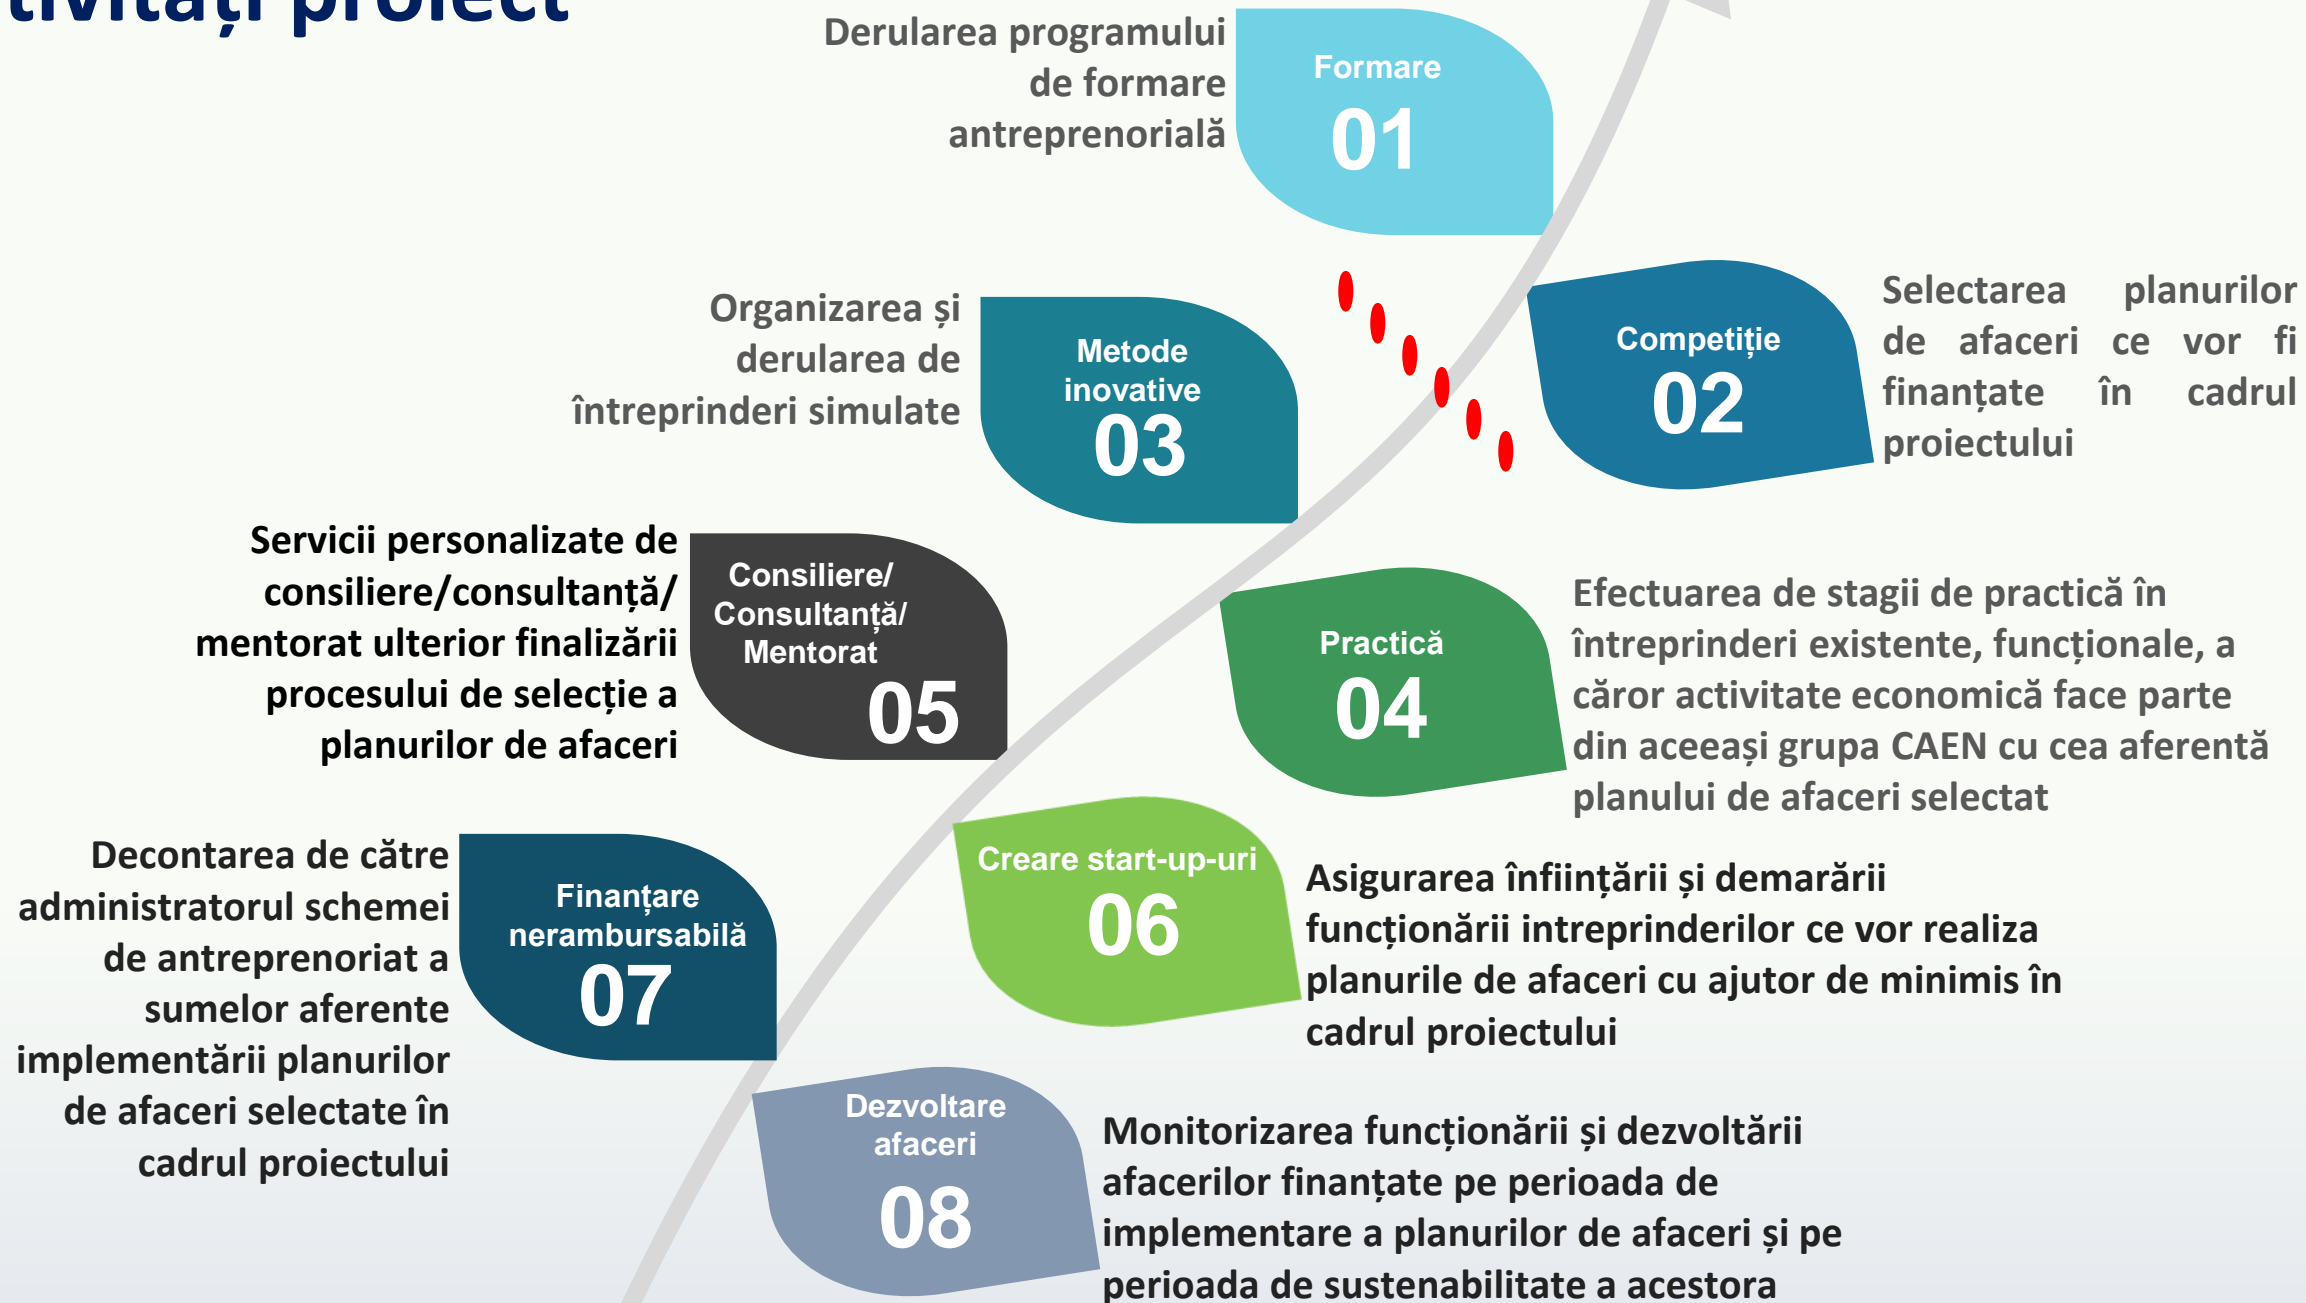 tivități proiect
Derularea programului
de formare
antreprenorială
Formare
01
Competiție
02
Selectarea planurilor
de afaceri ce vor fi
finanțate în cadrul
proiectului
Organizarea și
derularea de
întreprinderi simulate
Metode
inovative
03
Practică
04
Efectuarea de stagii de practică în
întreprinderi existente, funcționale, a
căror activitate economică face parte
din aceeași grupa CAEN cu cea aferentă
planului de afaceri selectat
Servicii personalizate de
consiliere/consultanță/
mentorat ulterior finalizării
procesului de selecție a
planurilor de afaceri
Consiliere/
Consultanță/
Mentorat
05
Creare start-up-uri
06
Asigurarea înființării și demarării
funcționării intreprinderilor ce vor realiza
planurile de afaceri cu ajutor de minimis în
cadrul proiectului
Decontarea de către
administratorul schemei
de antreprenoriat a
sumelor aferente
implementării planurilor
de afaceri selectate în
cadrul proiectului
Finanțare
nerambursabilă
07
Dezvoltare
afaceri
08
Monitorizarea funcționării și dezvoltării
afacerilor finanțate pe perioada de
implementare a planurilor de afaceri și pe
perioada de sustenabilitate a acestora